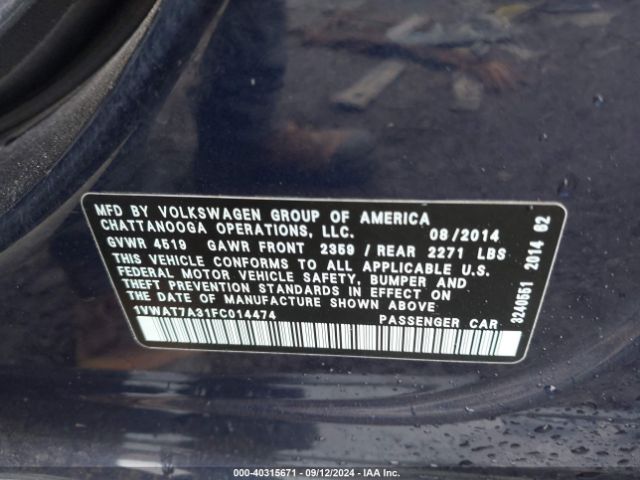 MFD BY VOLKSWAGEN GROUP OF AMERICA
CHATTANOOGA OPERATIONS, LLC. 08/2014
GVWR 4519 GAWR FRONT 2359 / REAR 2271 LBS
THIS VEHICLE CONFORMS TO ALL APPLICABLE U.S.
FEDERAL MOTOR VEHICLE SAFETY, BUMPER AND
THEFT PREVENTION STANDARDS IN EFFECT ON
THE DATE OF MANUFACTURE SHOWN ABOVE
1VWAT7A31FC014474 PASSENGER CAR
3240551 2014 62
000-40315671 - 09/12/2024 - IAA Inc.